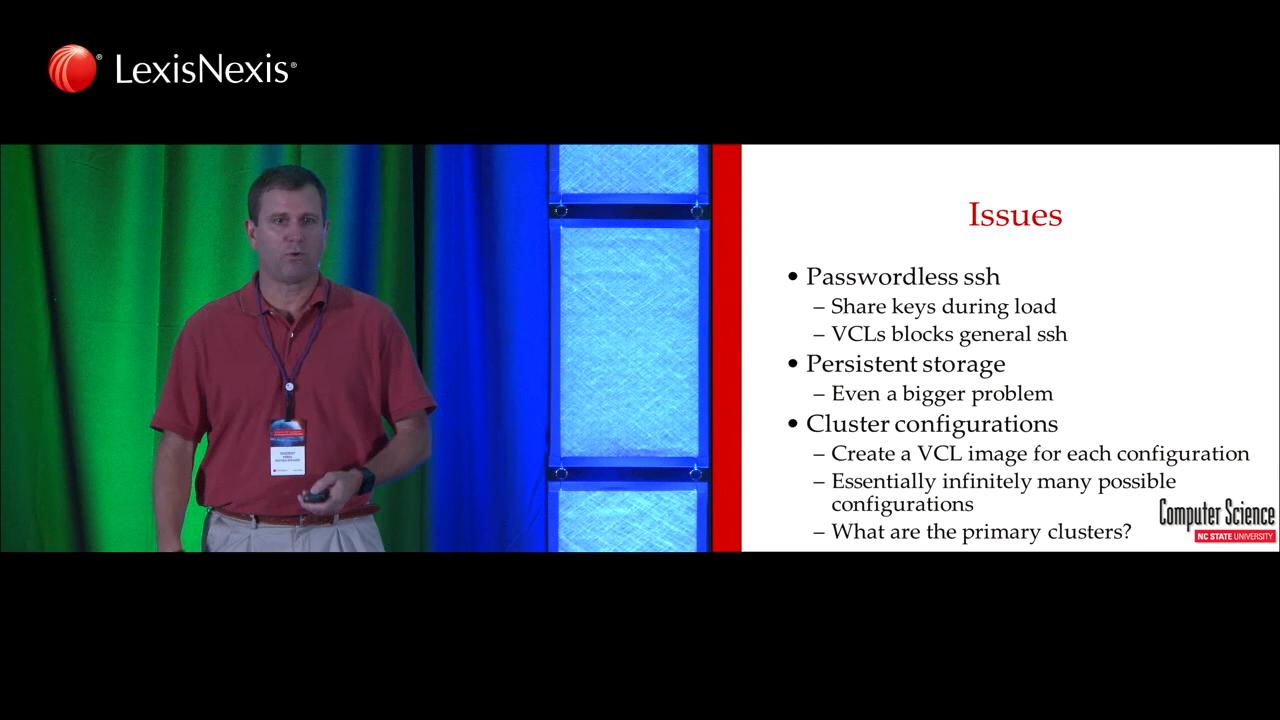 LexisNexis®
Issues
• Passwordless ssh
– Share keys during load
– VCLs blocks general ssh
• Persistent storage
– Even a bigger problem
• Cluster configurations
– Create a VCL image for each configuration
– Essentially infinitely many possible
configurations
– What are the primary clusters?
Computer Science
NC STATE UNIVERSITY